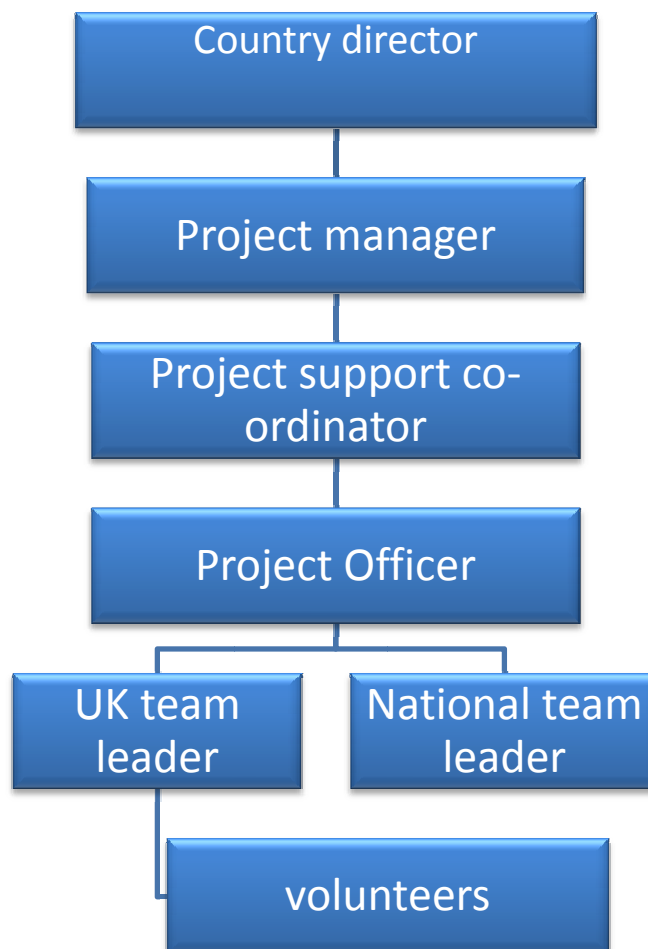 Country director
Project manager
Project support co-
ordinator
Project Officer
UK team
leader
National team
leader
volunteers